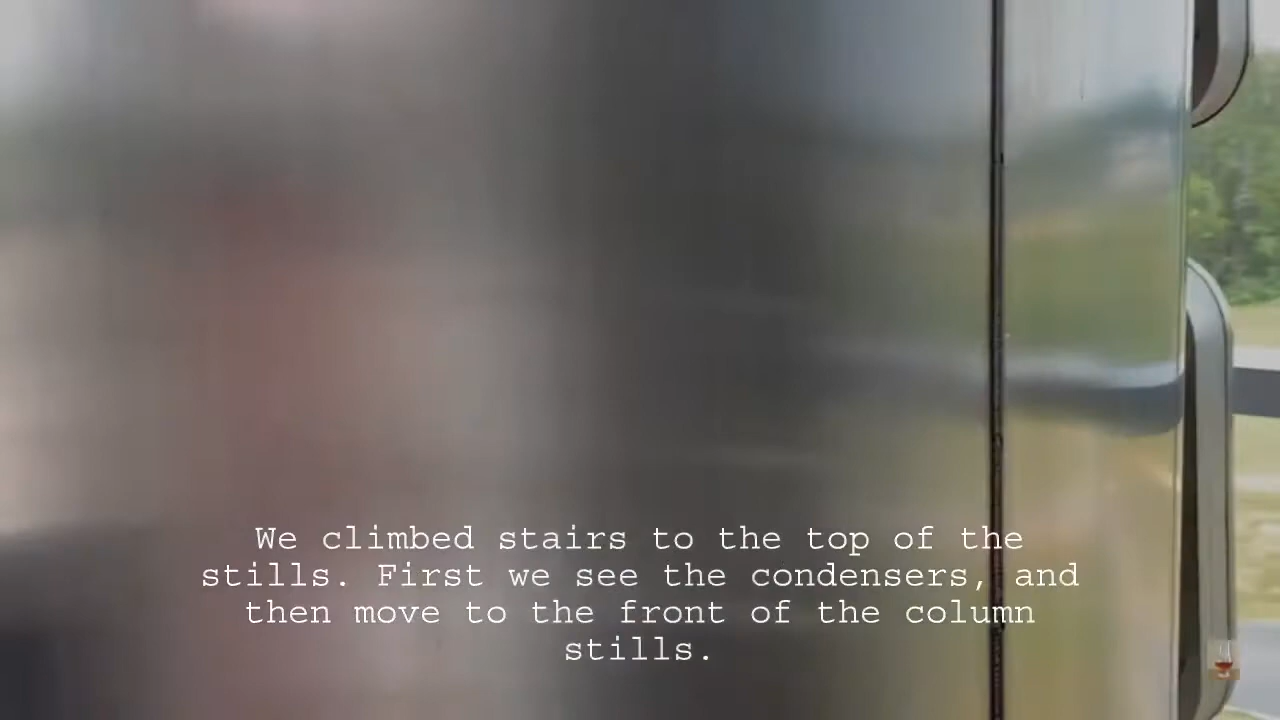 We climbed stairs to the top of the
stills. First we see the condensers, and
then move to the front of the column
stills.